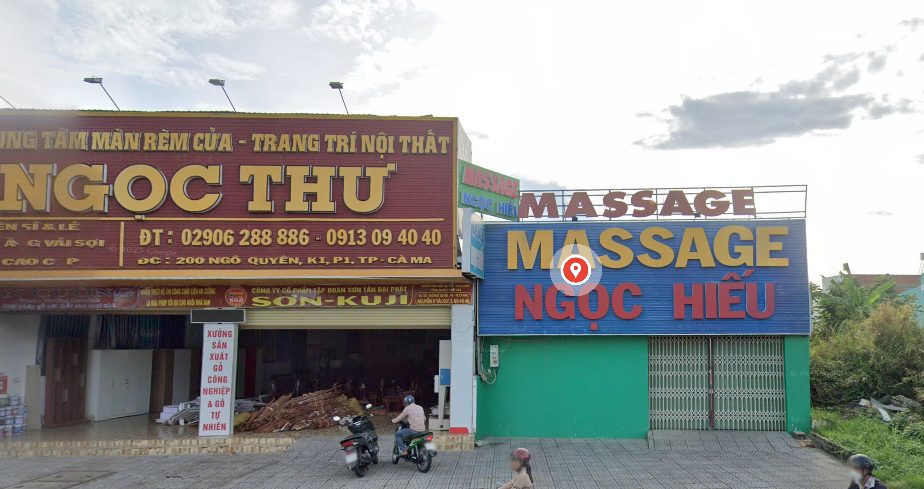 UNG TÂM MÀN RÈM CỬA - TRANG TRÍ NỘI THẤT
NGỌC THƯ
ĐT : 02906 288 886 - 0913 09 40 40
ĐC : 200 NGÔ QUYỀN, K1, P1, TP - CÀ MA
CÔNG TY CỔ PHẦN TẬP ĐOÀN SƠN TÂN ĐẠI PHÁT
SƠN-KUJI
XƯỞNG
SẢN
XUẤT
GỖ
CÔNG
NGHIỆP
& GỖ
TỰ
NHIÊN
MASSAGE
NGỌC HIẾU
MASSAGE
MASSAGE
NGỌC HIẾU